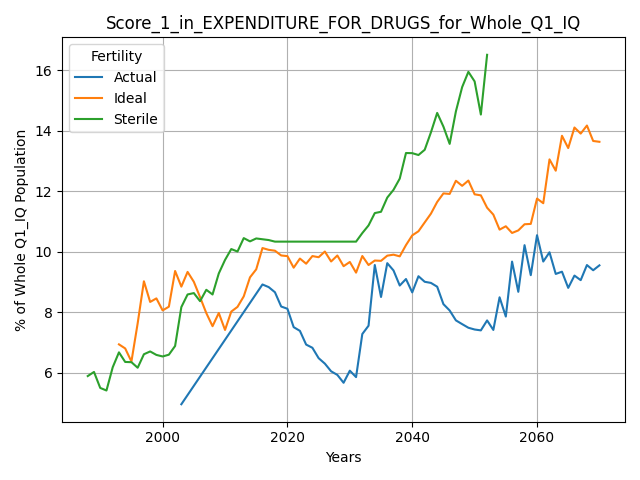 Score_1_in_EXPENDITURE_FOR_DRUGS_for_Whole_Q1_IQ
Fertility
Actual
Ideal
Sterile
% of Whole Q1_IQ Population
16
14
12
10
8
6
2000
2020
2040
2060
Years